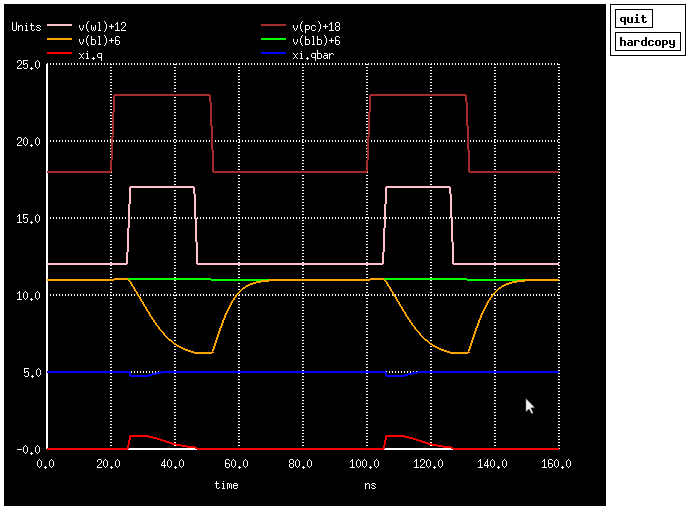 quit
hardcopy
Units v(wl)+12 v(pc)+18
v(bl)+6 v(blb)+6
xi.q xi.qbar
25.0
20.0
15.0
10.0
5.0
-0.0
0.0 20.0 40.0 60.0 80.0 100.0 120.0 140.0 160.0
time ns